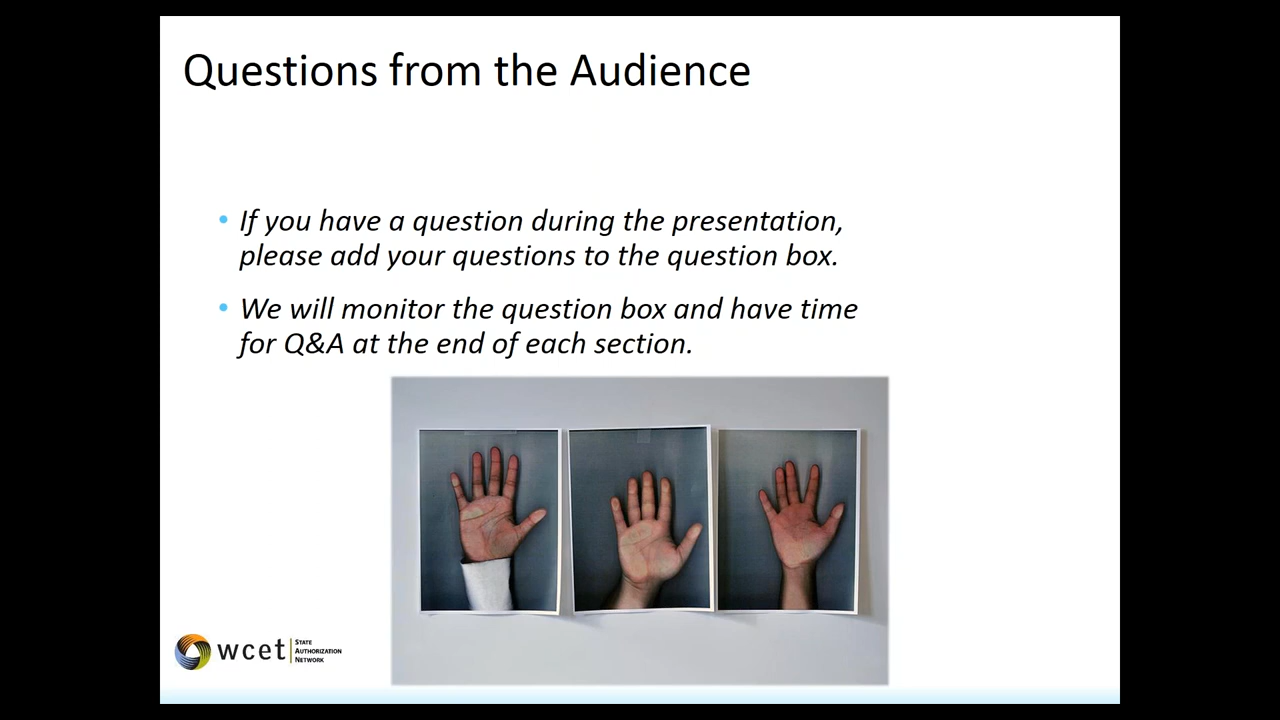 Questions from the Audience
• If you have a question during the presentation,
please add your questions to the question box.
• We will monitor the question box and have time
for Q&A at the end of each section.
wcet
STATE
AUTHORIZATION
NETWORK